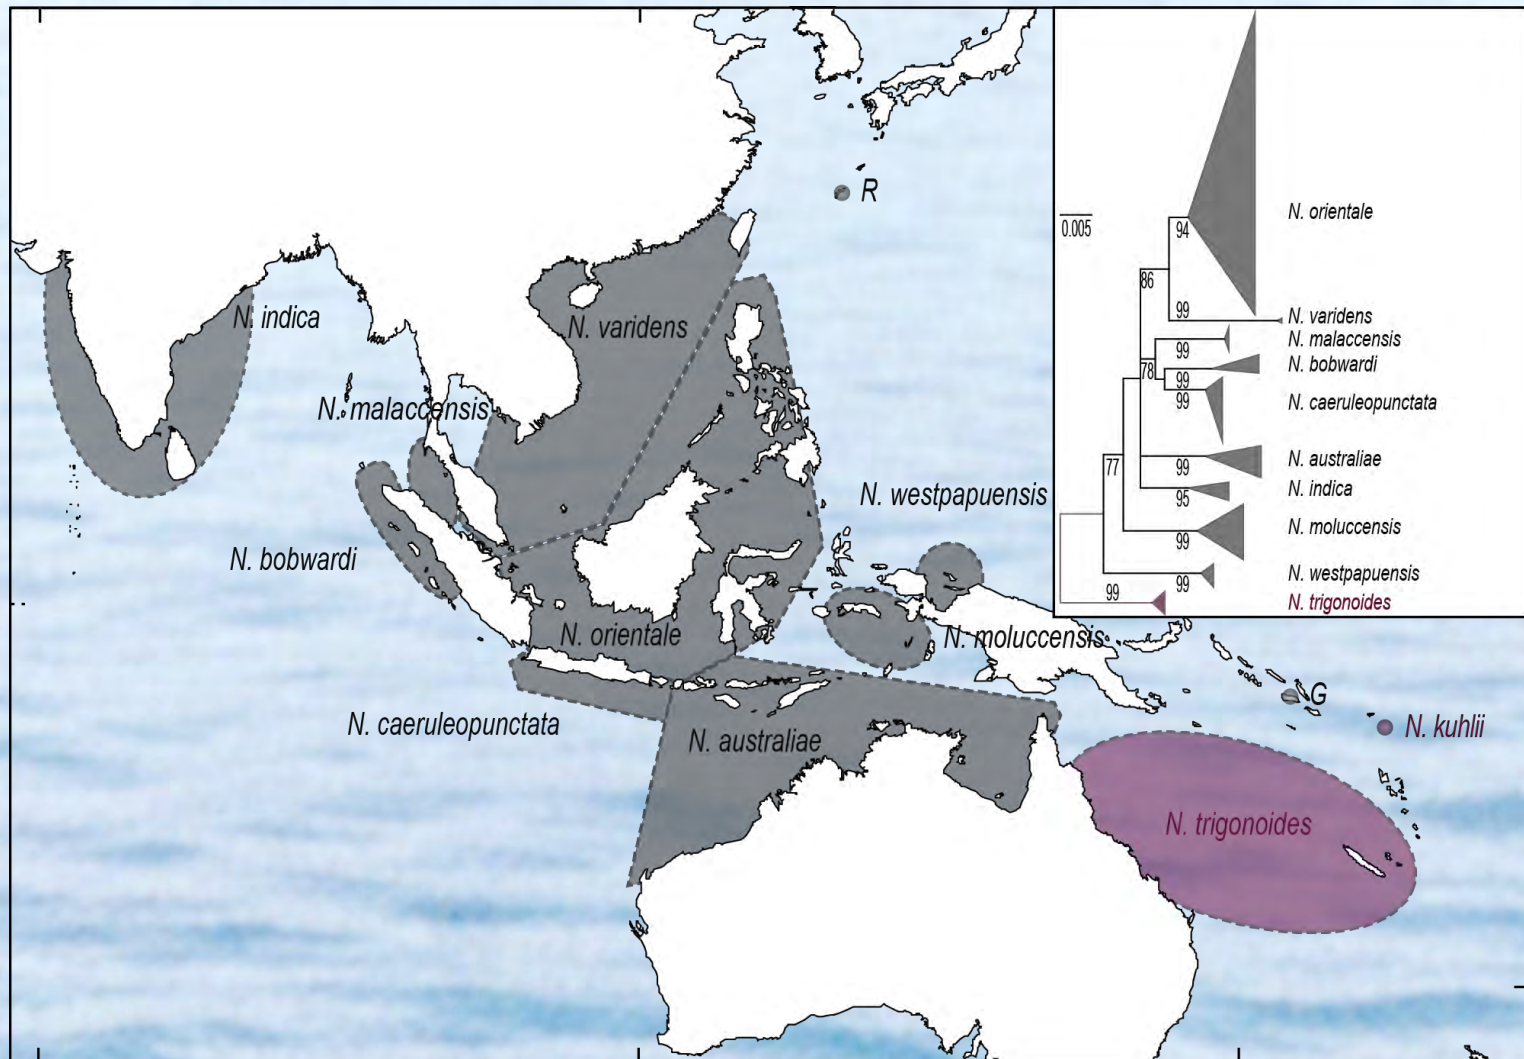 R
N. indica
N. varidens
N. malaccensis
N. westpapuensis
N. bobwardi
N. orientale
N. moluccensis
N. caeruleopunctata
N. australiae
G
N. kuhlii
N. trigonoides
0.005
94
N. orientale
86
99
N. varidens
99
N. malaccensis
78
99
N. bobwardi
99
N. caeruleopunctata
77
99
N. australiae
95
N. indica
99
N. moluccensis
99
N. westpapuensis
99
N. trigonoides